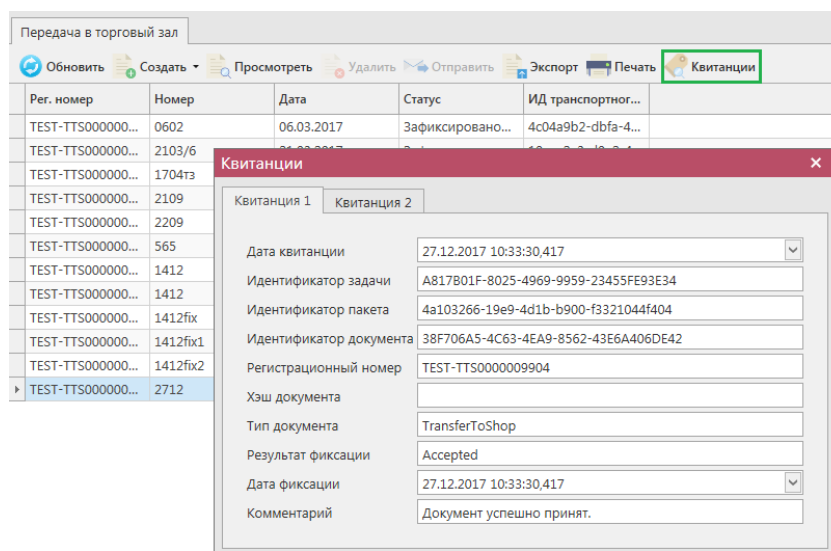 Передача в торговый зал
Обновить Создать Просмотреть Удалить Отправить Экспорт Печать Квитанции
Рег. номер Номер Дата Статус ИД транспортног...
TEST-TTS000000... 0602 06.03.2017 Зафиксировано... 4c04a9b2-dbfa-4...
TEST-TTS000000... 2103/6
TEST-TTS000000... 1704тз
TEST-TTS000000... 2109
TEST-TTS000000... 2209
TEST-TTS000000... 565
TEST-TTS000000... 1412
TEST-TTS000000... 1412
TEST-TTS000000... 1412fix
TEST-TTS000000... 1412fix1
TEST-TTS000000... 1412fix2
TEST-TTS000000... 2712
Квитанции
Квитанция 1 Квитанция 2
Дата квитанции 27.12.2017 10:33:30,417
Идентификатор задачи A817B01F-8025-4969-9959-23455FE93E34
Идентификатор пакета 4a103266-19e9-4d1b-b900-f3321044f404
Идентификатор документа 38F706A5-4C63-4EA9-8562-43E6A406DE42
Регистрационный номер TEST-TTS0000009904
Хэш документа
Тип документа TransferToShop
Результат фиксации Accepted
Дата фиксации 27.12.2017 10:33:30,417
Комментарий Документ успешно принят.